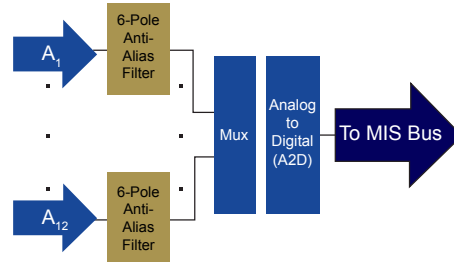 A1
6-Pole
Anti-
Alias
Filter
Mux
Analog
to
Digital
(A2D)
To MIS Bus
A12
6-Pole
Anti-
Alias
Filter